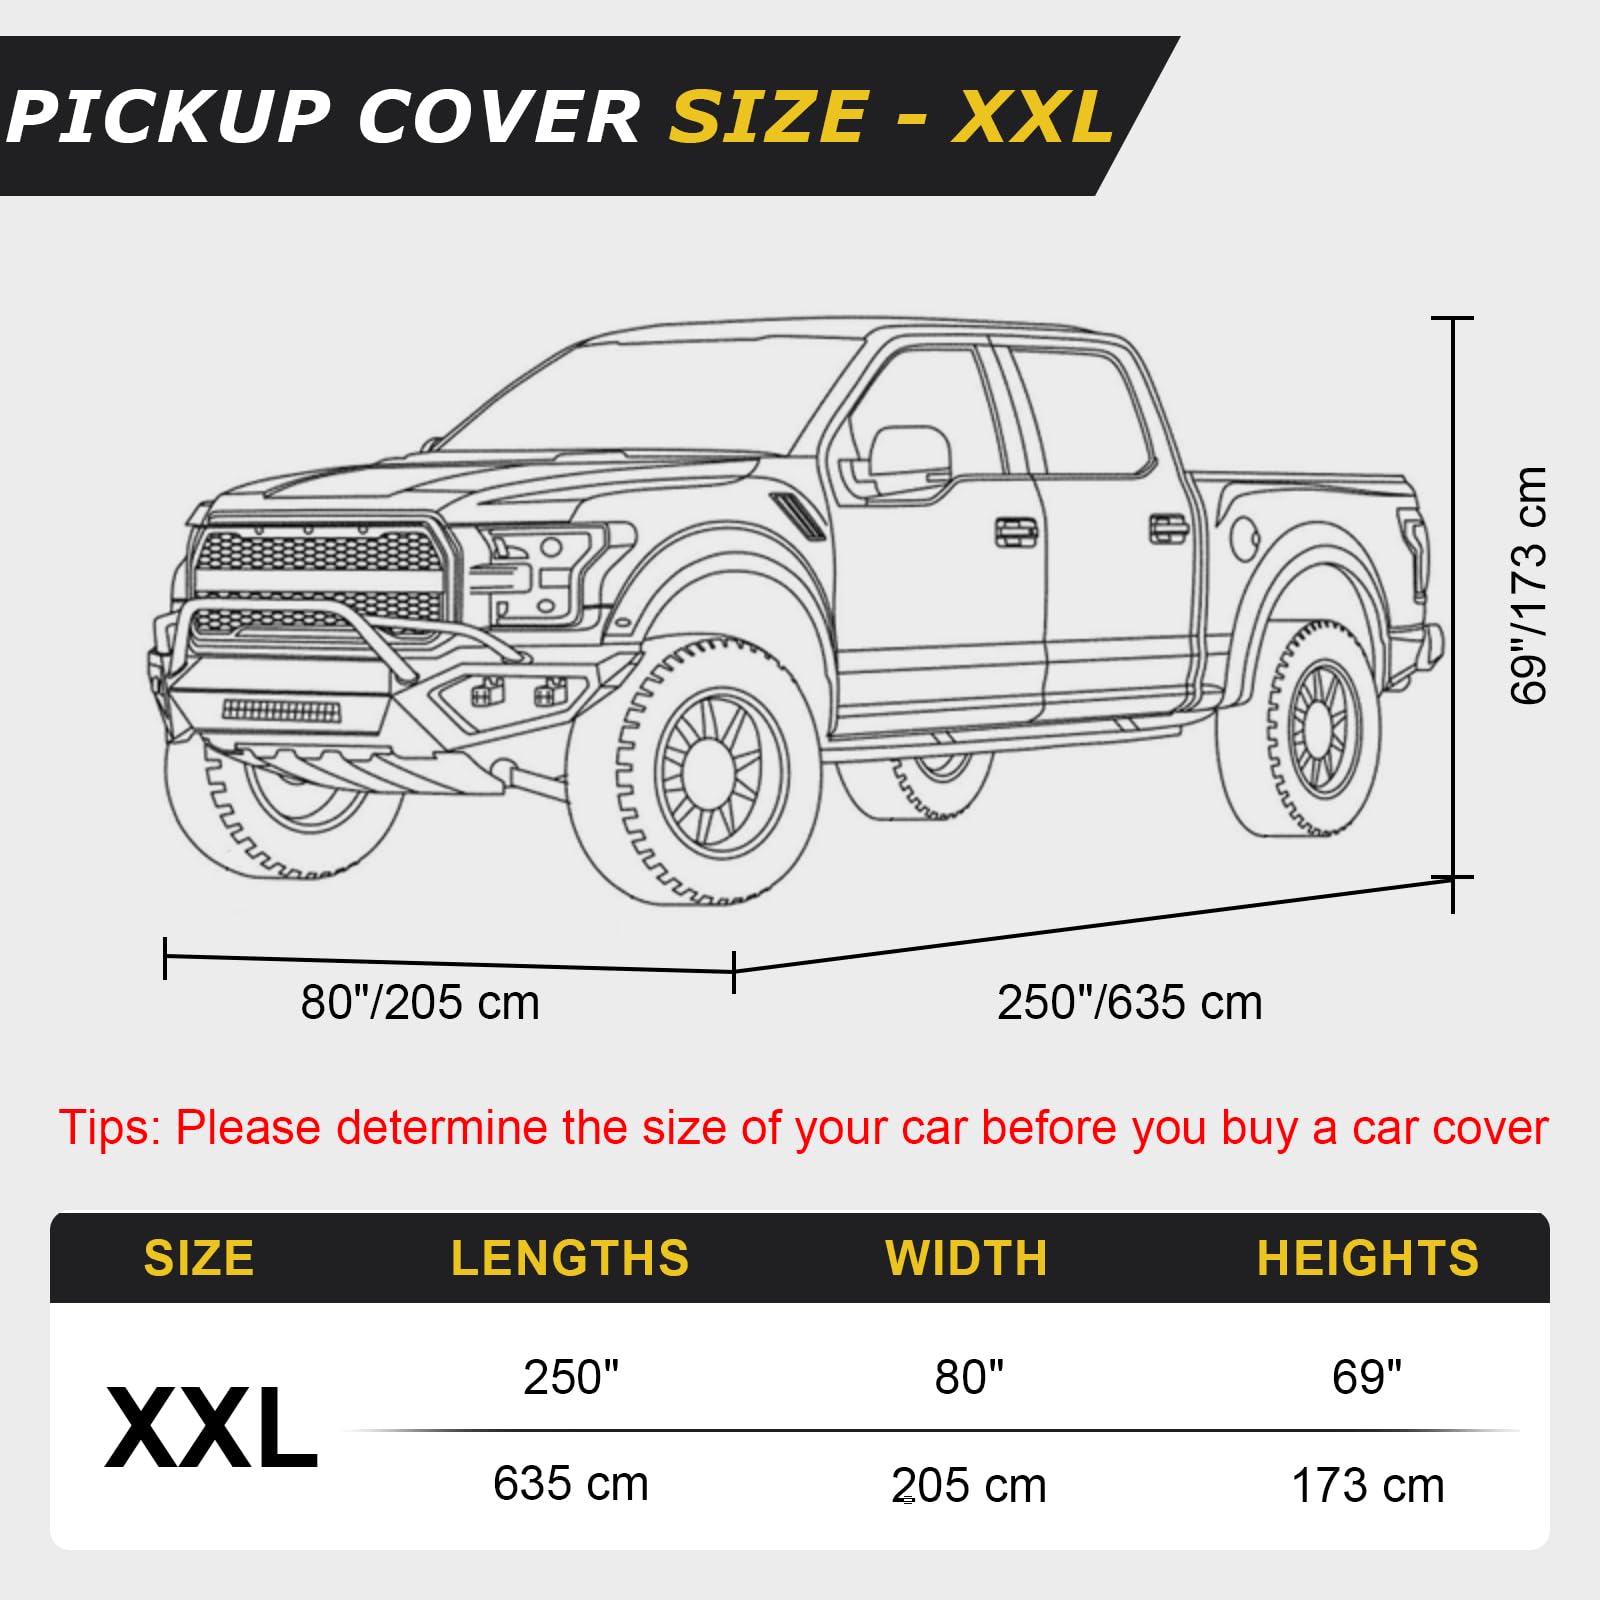 PICKUP COVER SIZE - XXL
69"/173 cm
80"/205 cm
250"/635 cm
Tips: Please determine the size of your car before you buy a car cover
SIZE LENGTHS WIDTH HEIGHTS
250" 80" 69"
XXL
635 cm 205 cm 173 cm